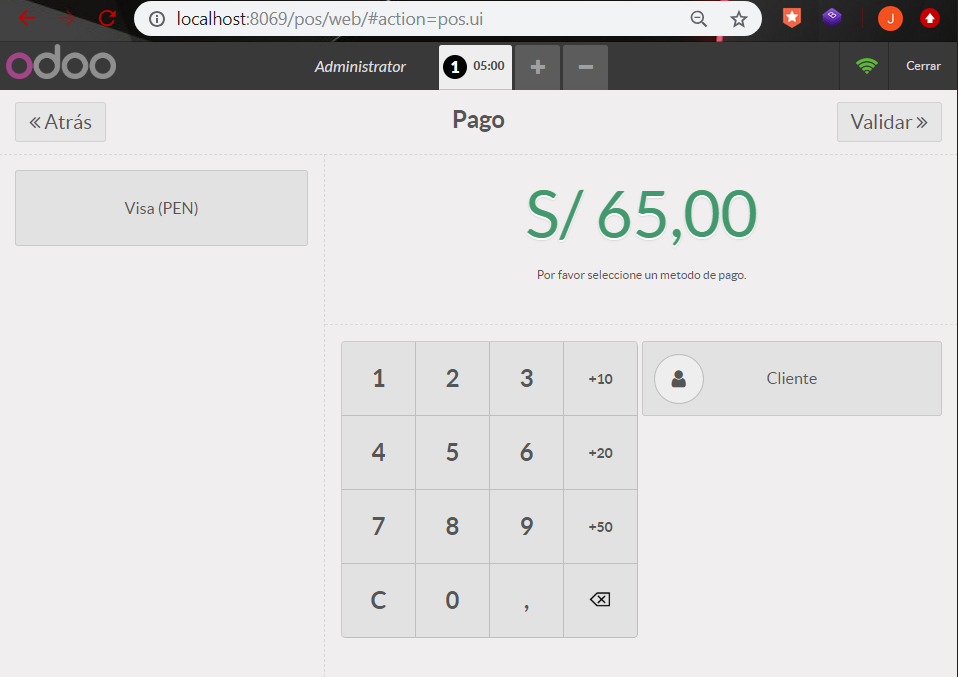 localhost:8069/pos/web/#action=pos.ui
J
odoo
Administrator
1 05:00
+
−
Cerrar
« Atrás
Pago
Validar »
Visa (PEN)
S/ 65,00
Por favor seleccione un metodo de pago.
1 2 3 +10
Cliente
4 5 6 +20
7 8 9 +50
C 0 ,